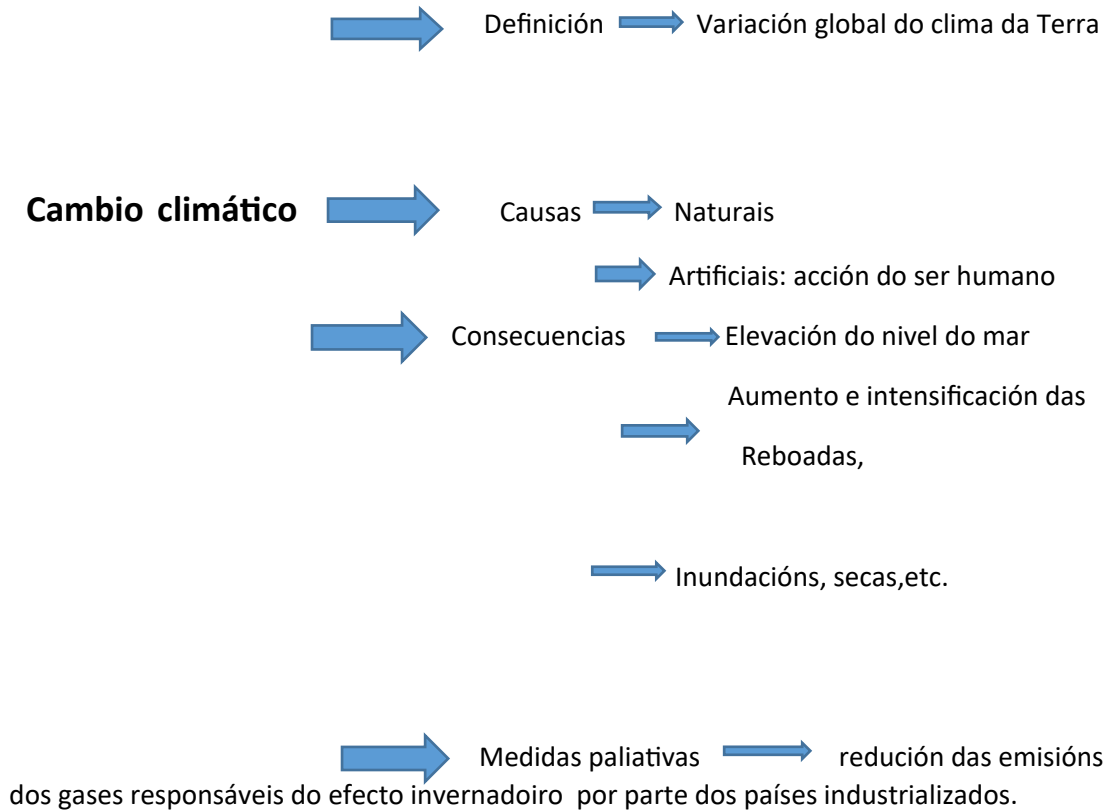 Definición Variación global do clima da Terra
Cambio climático Causas Naturais
Artificiais: acción do ser humano
Consecuencias Elevación do nivel do mar
Aumento e intensificación das
Reboadas,
Inundacións, secas,etc.
Medidas paliativas redución das emisións
dos gases responsáveis do efecto invernadoiro por parte dos países industrializados.